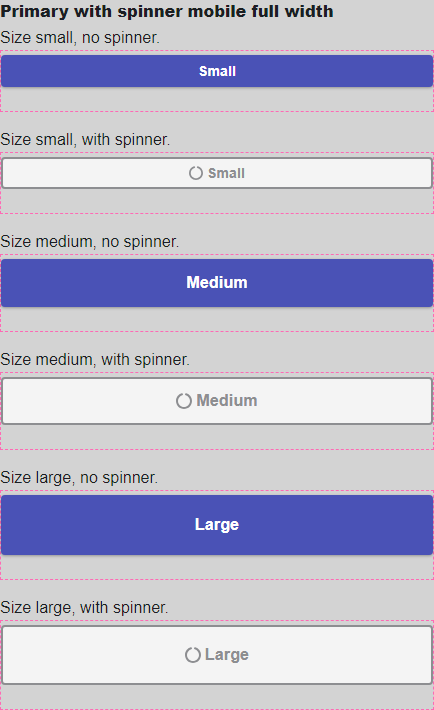 Primary with spinner mobile full width
Size small, no spinner.
Small
Size small, with spinner.
Small
Size medium, no spinner.
Medium
Size medium, with spinner.
Medium
Size large, no spinner.
Large
Size large, with spinner.
Large